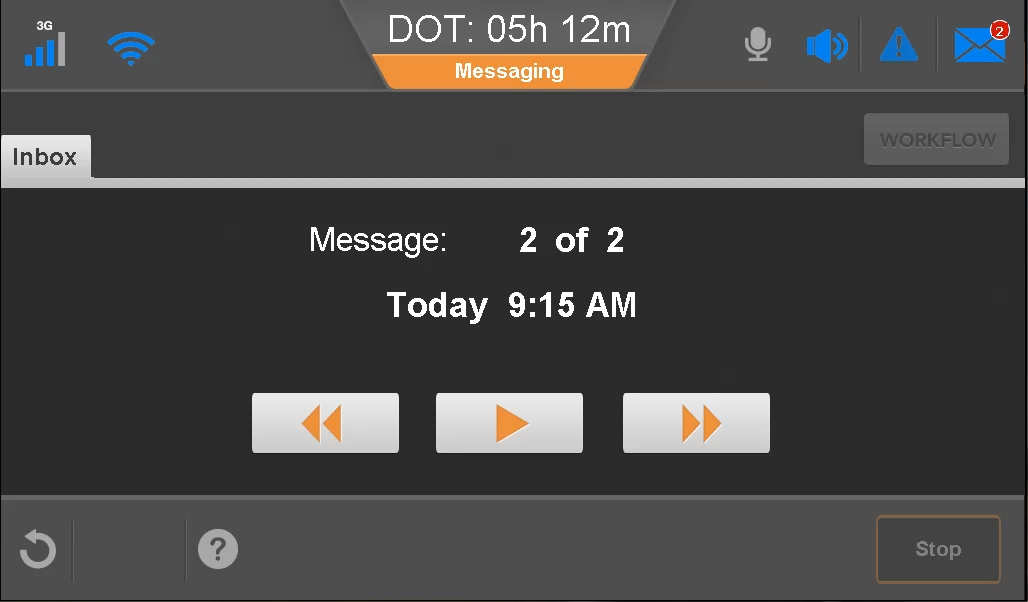 3G
DOT: 05h 12m
Messaging
2
WORKFLOW
Inbox
Message: 2 of 2
Today 9:15 AM
?
Stop